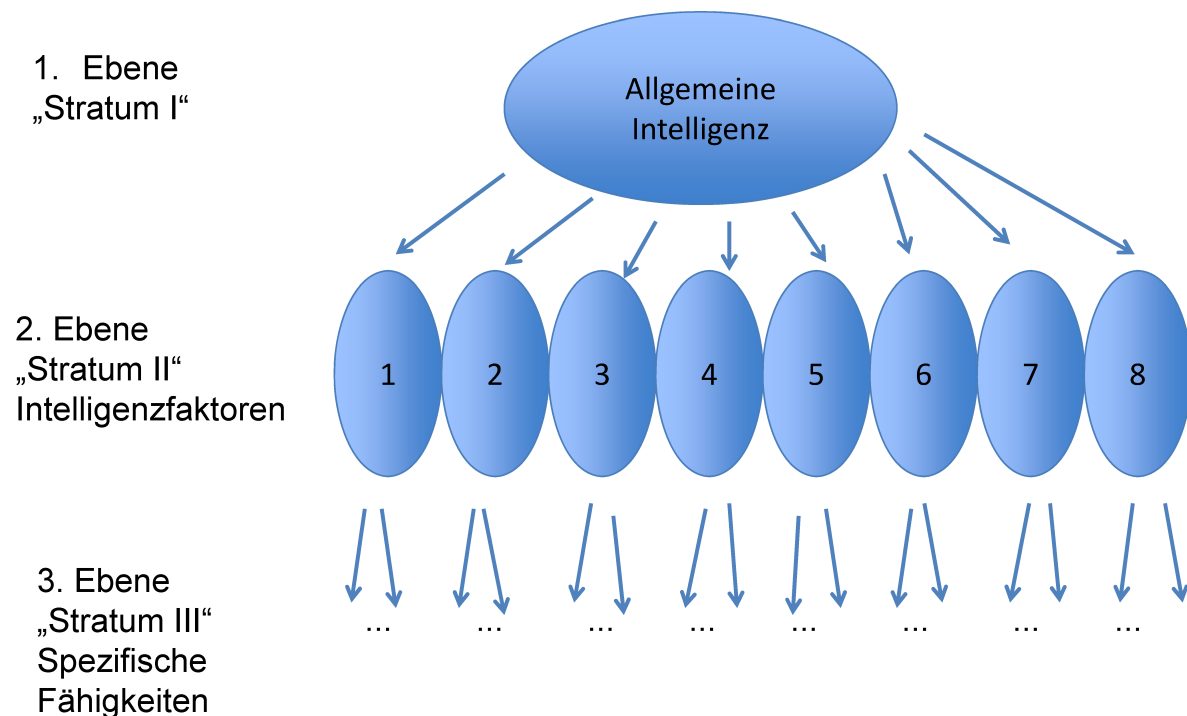 1. Ebene
„Stratum I“
Allgemeine
Intelligenz
2. Ebene
„Stratum II“
Intelligenzfaktoren
1 2 3 4 5 6 7 8
3. Ebene
„Stratum III“
Spezifische
Fähigkeiten
... ... ... ... ... ... ... ...